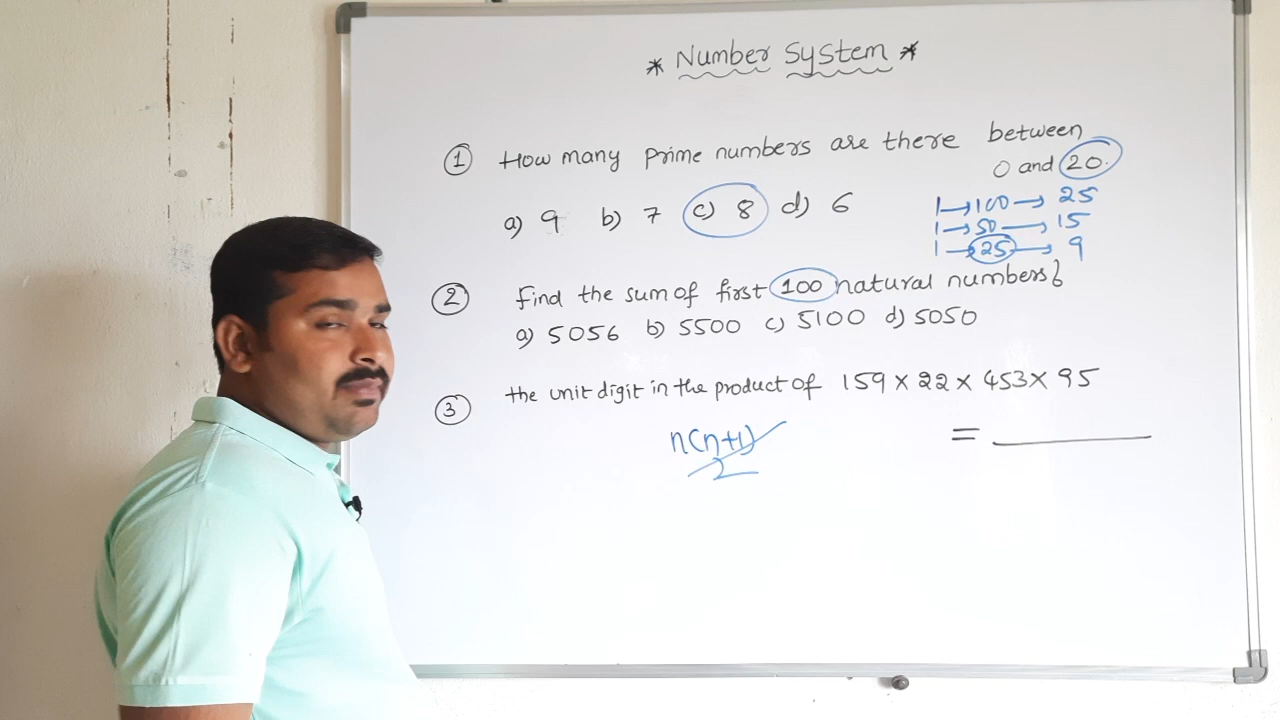 * Number System *
① How many prime numbers are there between
0 and 20.
a) 9 b) 7 c) 8 d) 6
1→100→25
1→50→15
1→25→9
② Find the sum of first 100 natural numbers?
a) 5056 b) 5500 c) 5100 d) 5050
③ the unit digit in the product of 159 × 22 × 453 × 95
= ________
n(n+1)
2